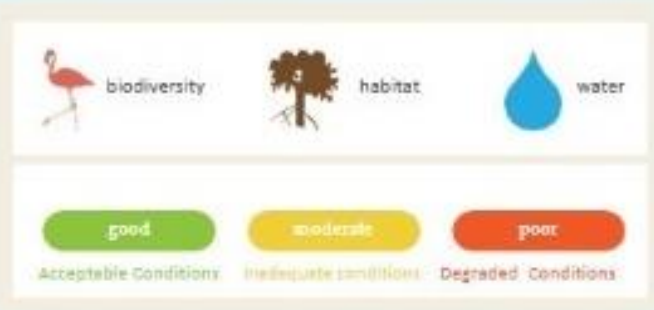 biodiversity
habitat
water
good
moderate
poor
Acceptable Conditions
Inadequate conditions
Degraded Conditions